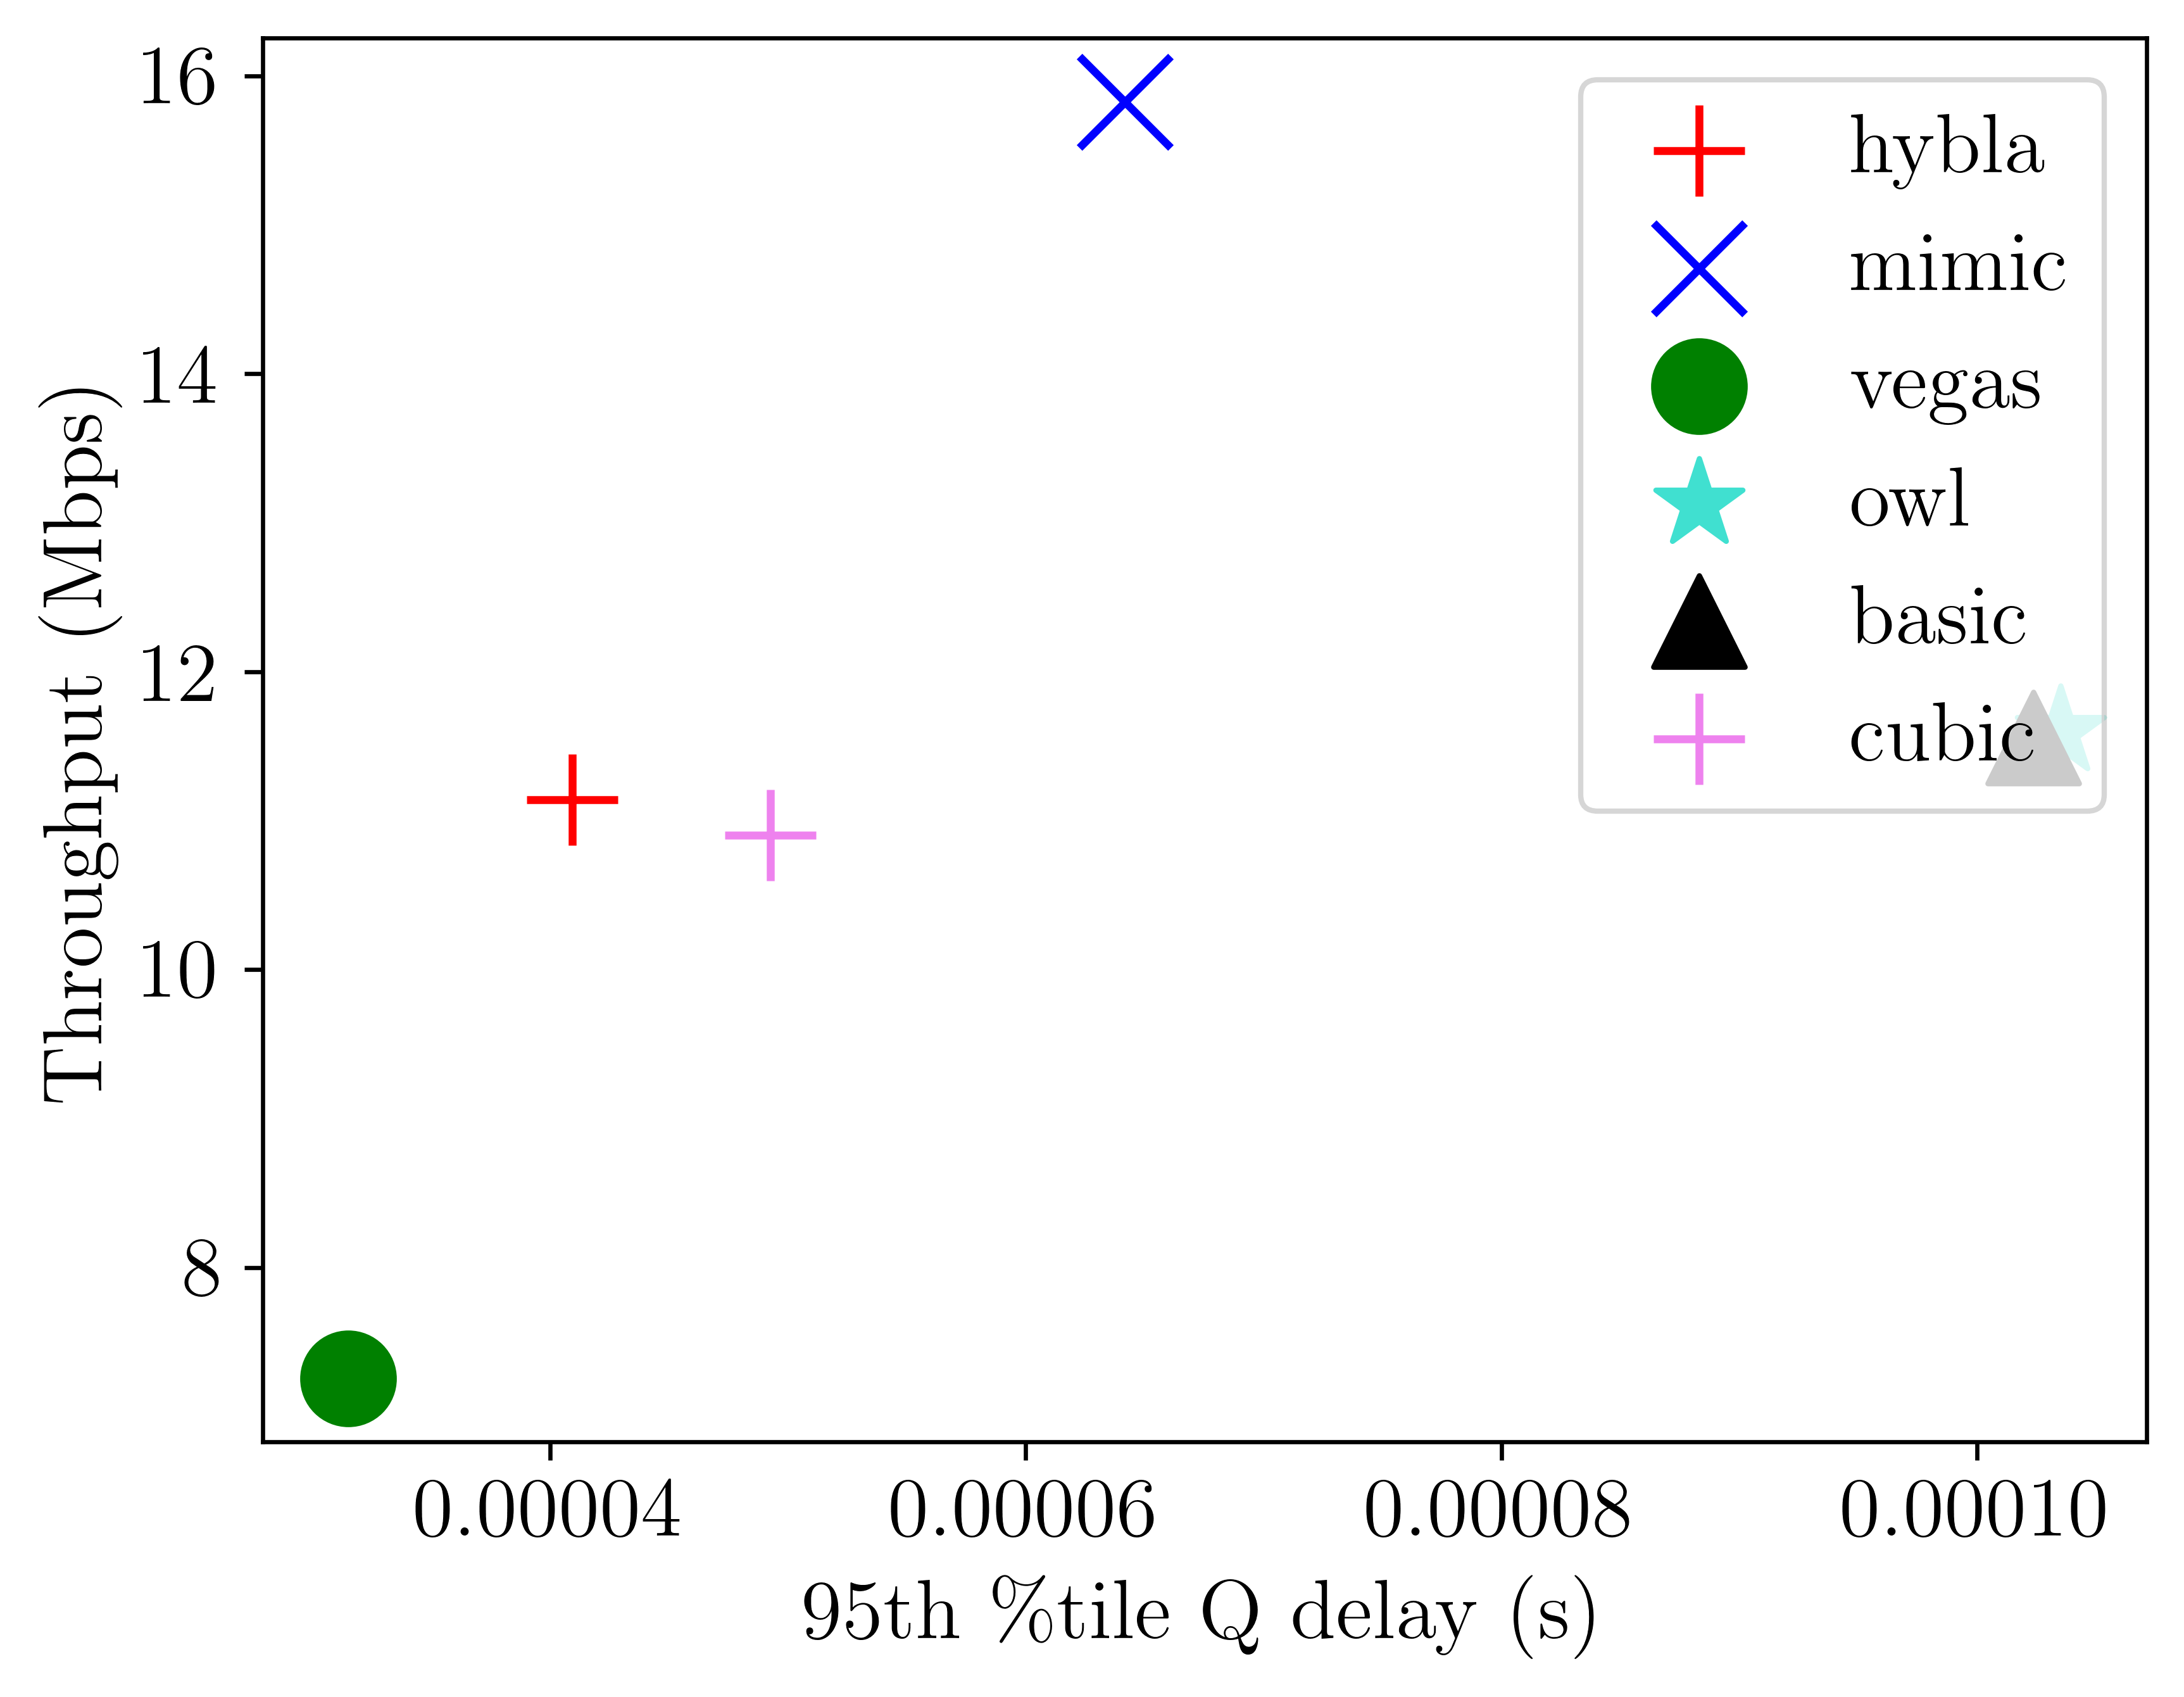 16
14
12
10
8
Throughput (Mbps)
hybla
mimic
vegas
owl
basic
cubic
0.00004 0.00006 0.00008 0.00010
95th %tile Q delay (s)